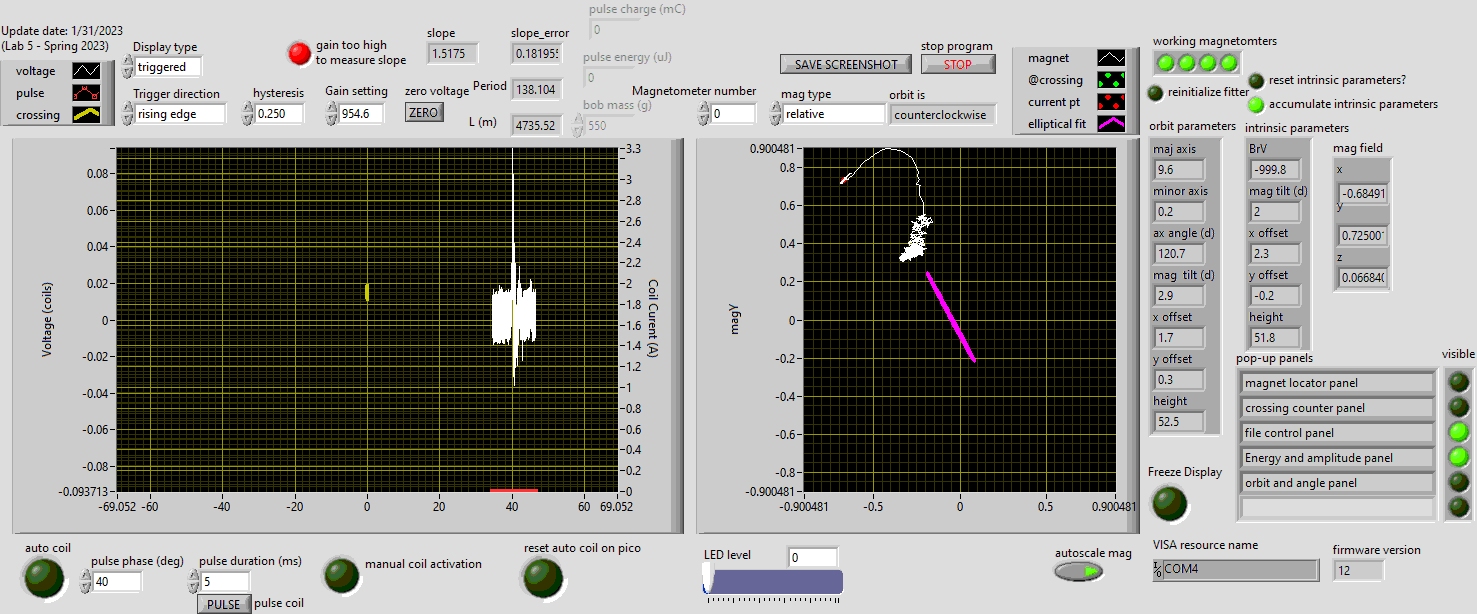 pulse charge (mC)
0
Update date: 1/31/2023
(Lab 5 - Spring 2023)
voltage
pulse
crossing
Display type
triggered
Trigger direction
rising edge
gain too high
to measure slope
hysteresis
0.250
Gain setting
954.6
zero voltage
ZERO
slope
1.5175
slope_error
0.18195
Period
138.104
L (m)
4735.52
pulse energy (uJ)
0
bob mass (g)
550
Magnetometer number
0
SAVE SCREENSHOT
stop program
STOP
mag type
relative
orbit is
counterclockwise
magnet
@crossing
current pt
elliptical fit
working magnetomters
reinitialize fitter
reset intrinsic parameters?
accumulate intrinsic parameters
orbit parameters
maj axis
9.6
minor axis
0.2
ax angle (d)
120.7
mag tilt (d)
2.9
x offset
1.7
y offset
0.3
height
52.5
intrinsic parameters
BrV
-999.8
mag tilt (d)
2
x offset
2.3
y offset
-0.2
height
51.8
mag field
x
-0.68491
y
0.72500
z
0.06684
Voltage (coils)
0.08
0.06
0.04
0.02
0
-0.02
-0.04
-0.06
-0.08
-0.093713
-69.052 -60 -40 -20 0 20 40 60 69.052
3.3
3
2.8
2.6
2.4
2.2
2
1.8
1.6
1.4
1.2
1
0.8
0.6
0.4
0.2
0
Coil Curent (A)
magY
0.900481
0.8
0.6
0.4
0.2
0
-0.2
-0.4
-0.6
-0.8
-0.900481
-0.900481 -0.5 0 0.5 0.900481
pop-up panels
visible
magnet locator panel
crossing counter panel
file control panel
Energy and amplitude panel
orbit and angle panel
Freeze Display
auto coil
pulse phase (deg)
40
pulse duration (ms)
5
PULSE
pulse coil
manual coil activation
reset auto coil on pico
LED level
0
autoscale mag
VISA resource name
COM4
firmware version
12